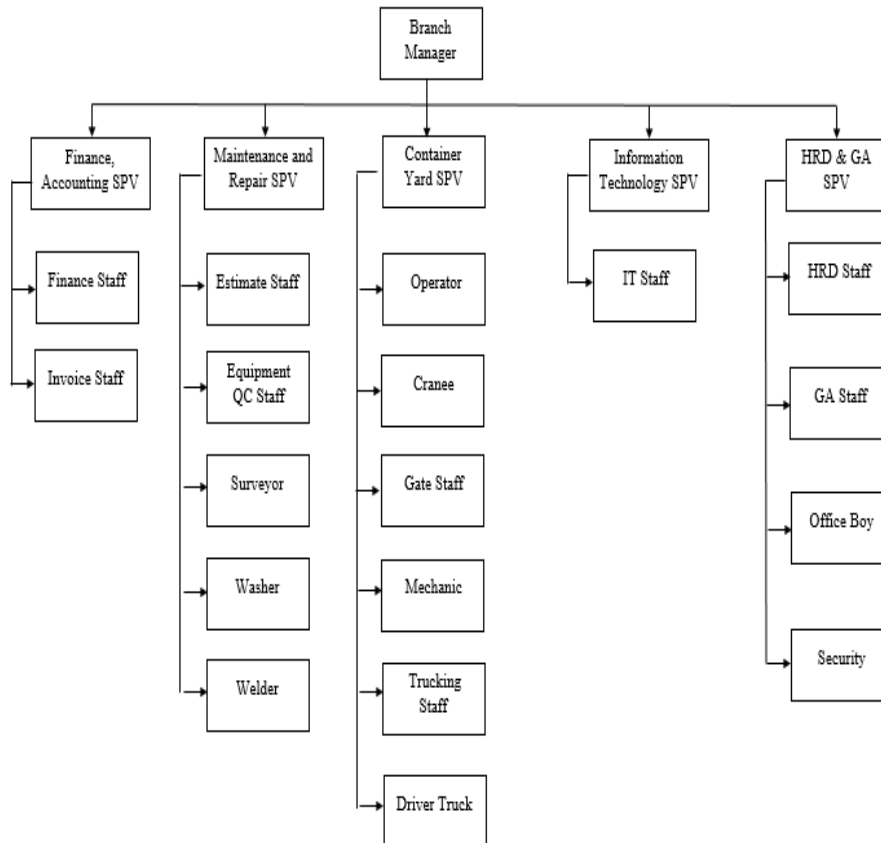 Branch
Manager
Finance,
Accounting SPV
Maintenance and
Repair SPV
Container
Yard SPV
Information
Technology SPV
HRD & GA
SPV
Finance Staff
Invoice Staff
Estimate Staff
Equipment
QC Staff
Surveyor
Washer
Welder
Operator
Cranee
Gate Staff
Mechanic
Trucking
Staff
Driver Truck
IT Staff
HRD Staff
GA Staff
Office Boy
Security